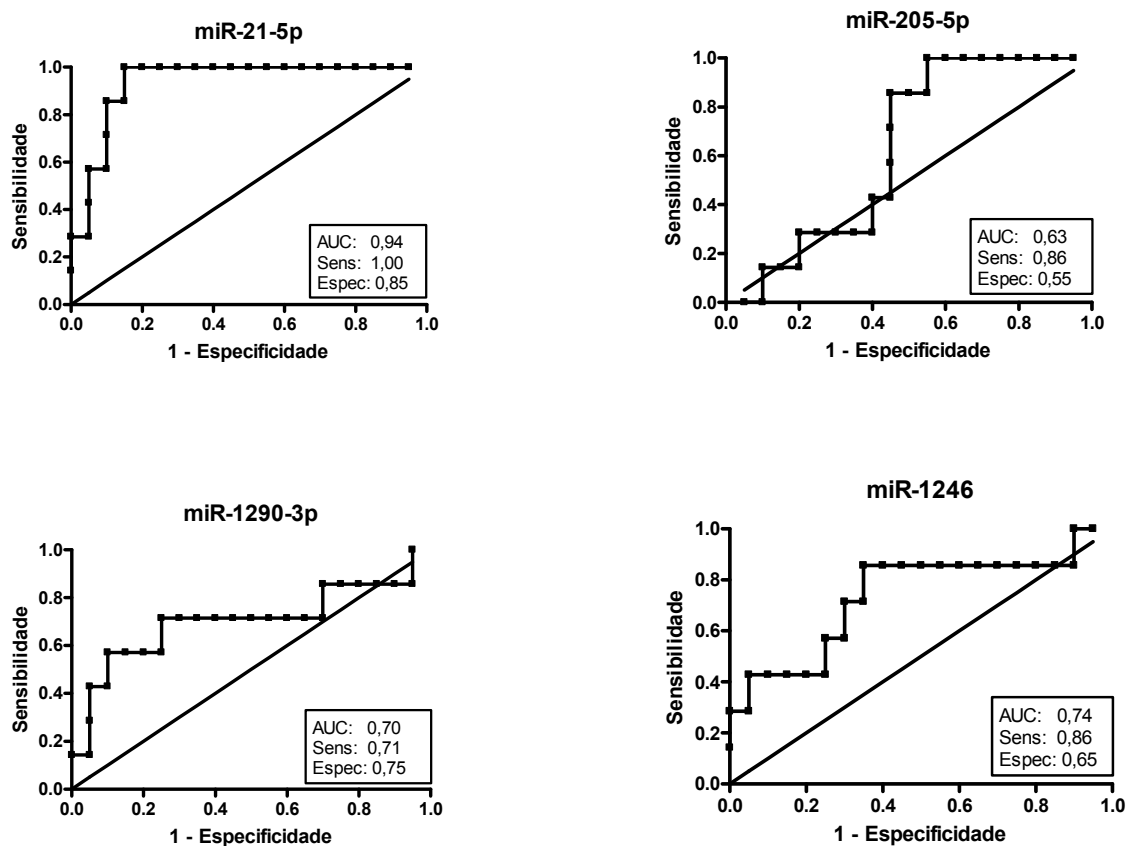 miR-21-5p
1.0
0.8
0.6
0.4
0.2
0.0
Sensibilidade
AUC: 0,94
Sens: 1,00
Espec: 0,85
0.0 0.2 0.4 0.6 0.8 1.0
1 - Especificidade
miR-205-5p
1.0
0.8
0.6
0.4
0.2
0.0
Sensibilidade
AUC: 0,63
Sens: 0,86
Espec: 0,55
0.0 0.2 0.4 0.6 0.8 1.0
1 - Especificidade
miR-1290-3p
1.0
0.8
0.6
0.4
0.2
0.0
Sensibilidade
AUC: 0,70
Sens: 0,71
Espec: 0,75
0.0 0.2 0.4 0.6 0.8 1.0
1 - Especificidade
miR-1246
1.0
0.8
0.6
0.4
0.2
0.0
Sensibilidade
AUC: 0,74
Sens: 0,86
Espec: 0,65
0.0 0.2 0.4 0.6 0.8 1.0
1 - Especificidade